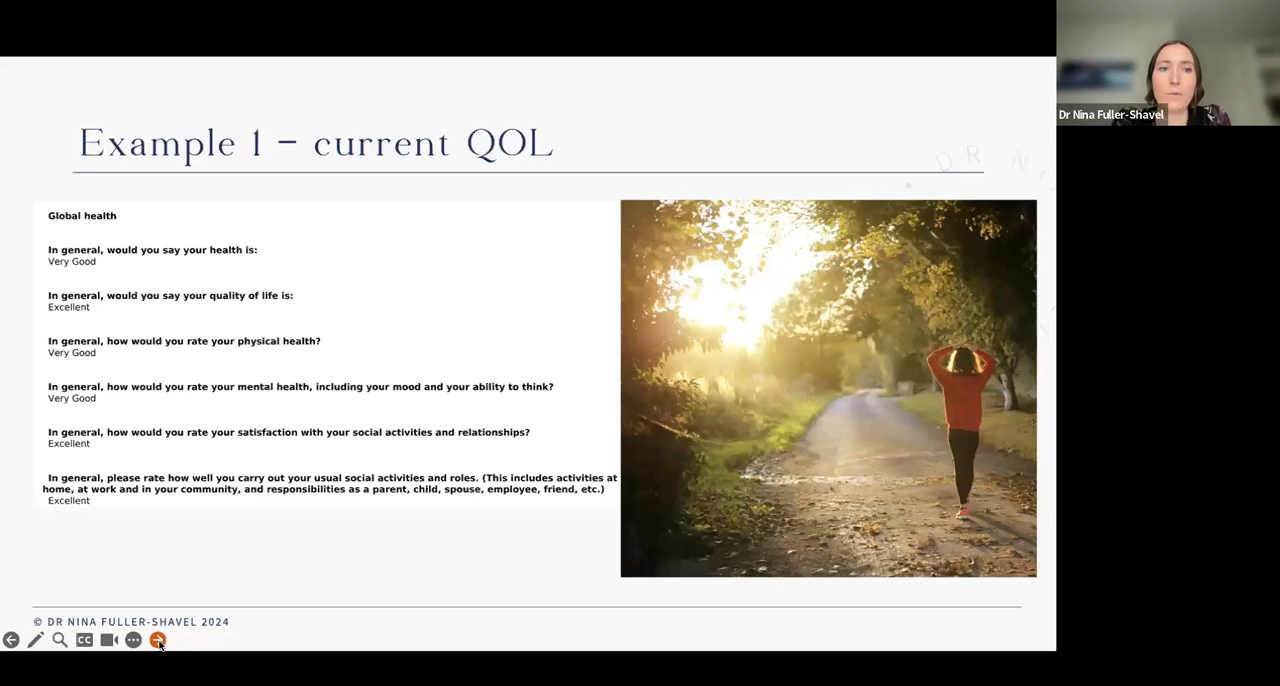 Example 1 – current QOL
Global health
In general, would you say your health is:
Very Good
In general, would you say your quality of life is:
Excellent
In general, how would you rate your physical health?
Very Good
In general, how would you rate your mental health, including your mood and your ability to think?
Very Good
In general, how would you rate your satisfaction with your social activities and relationships?
Excellent
In general, please rate how well you carry out your usual social activities and roles. (This includes activities at
home, at work and in your community, and responsibilities as a parent, child, spouse, employee, friend, etc.)
Excellent
© DR NINA FULLER-SHAVEL 2024
CC
DR
Dr Nina Fuller-Shavel